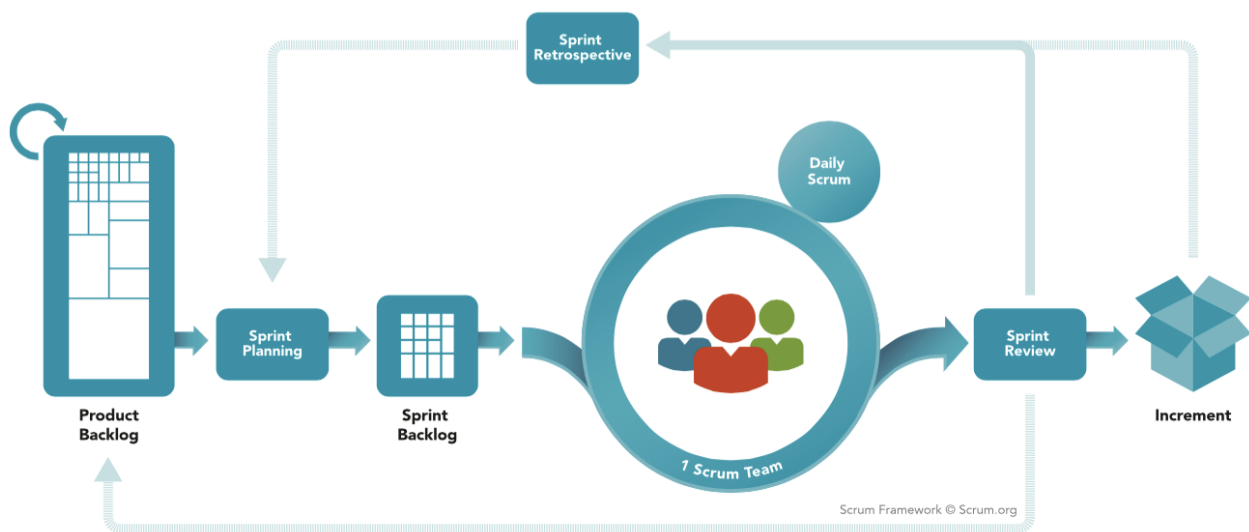 Sprint
Retrospective
Daily
Scrum
Sprint
Planning
Sprint
Review
Product
Backlog
Sprint
Backlog
1 Scrum Team
Increment
Scrum Framework © Scrum.org